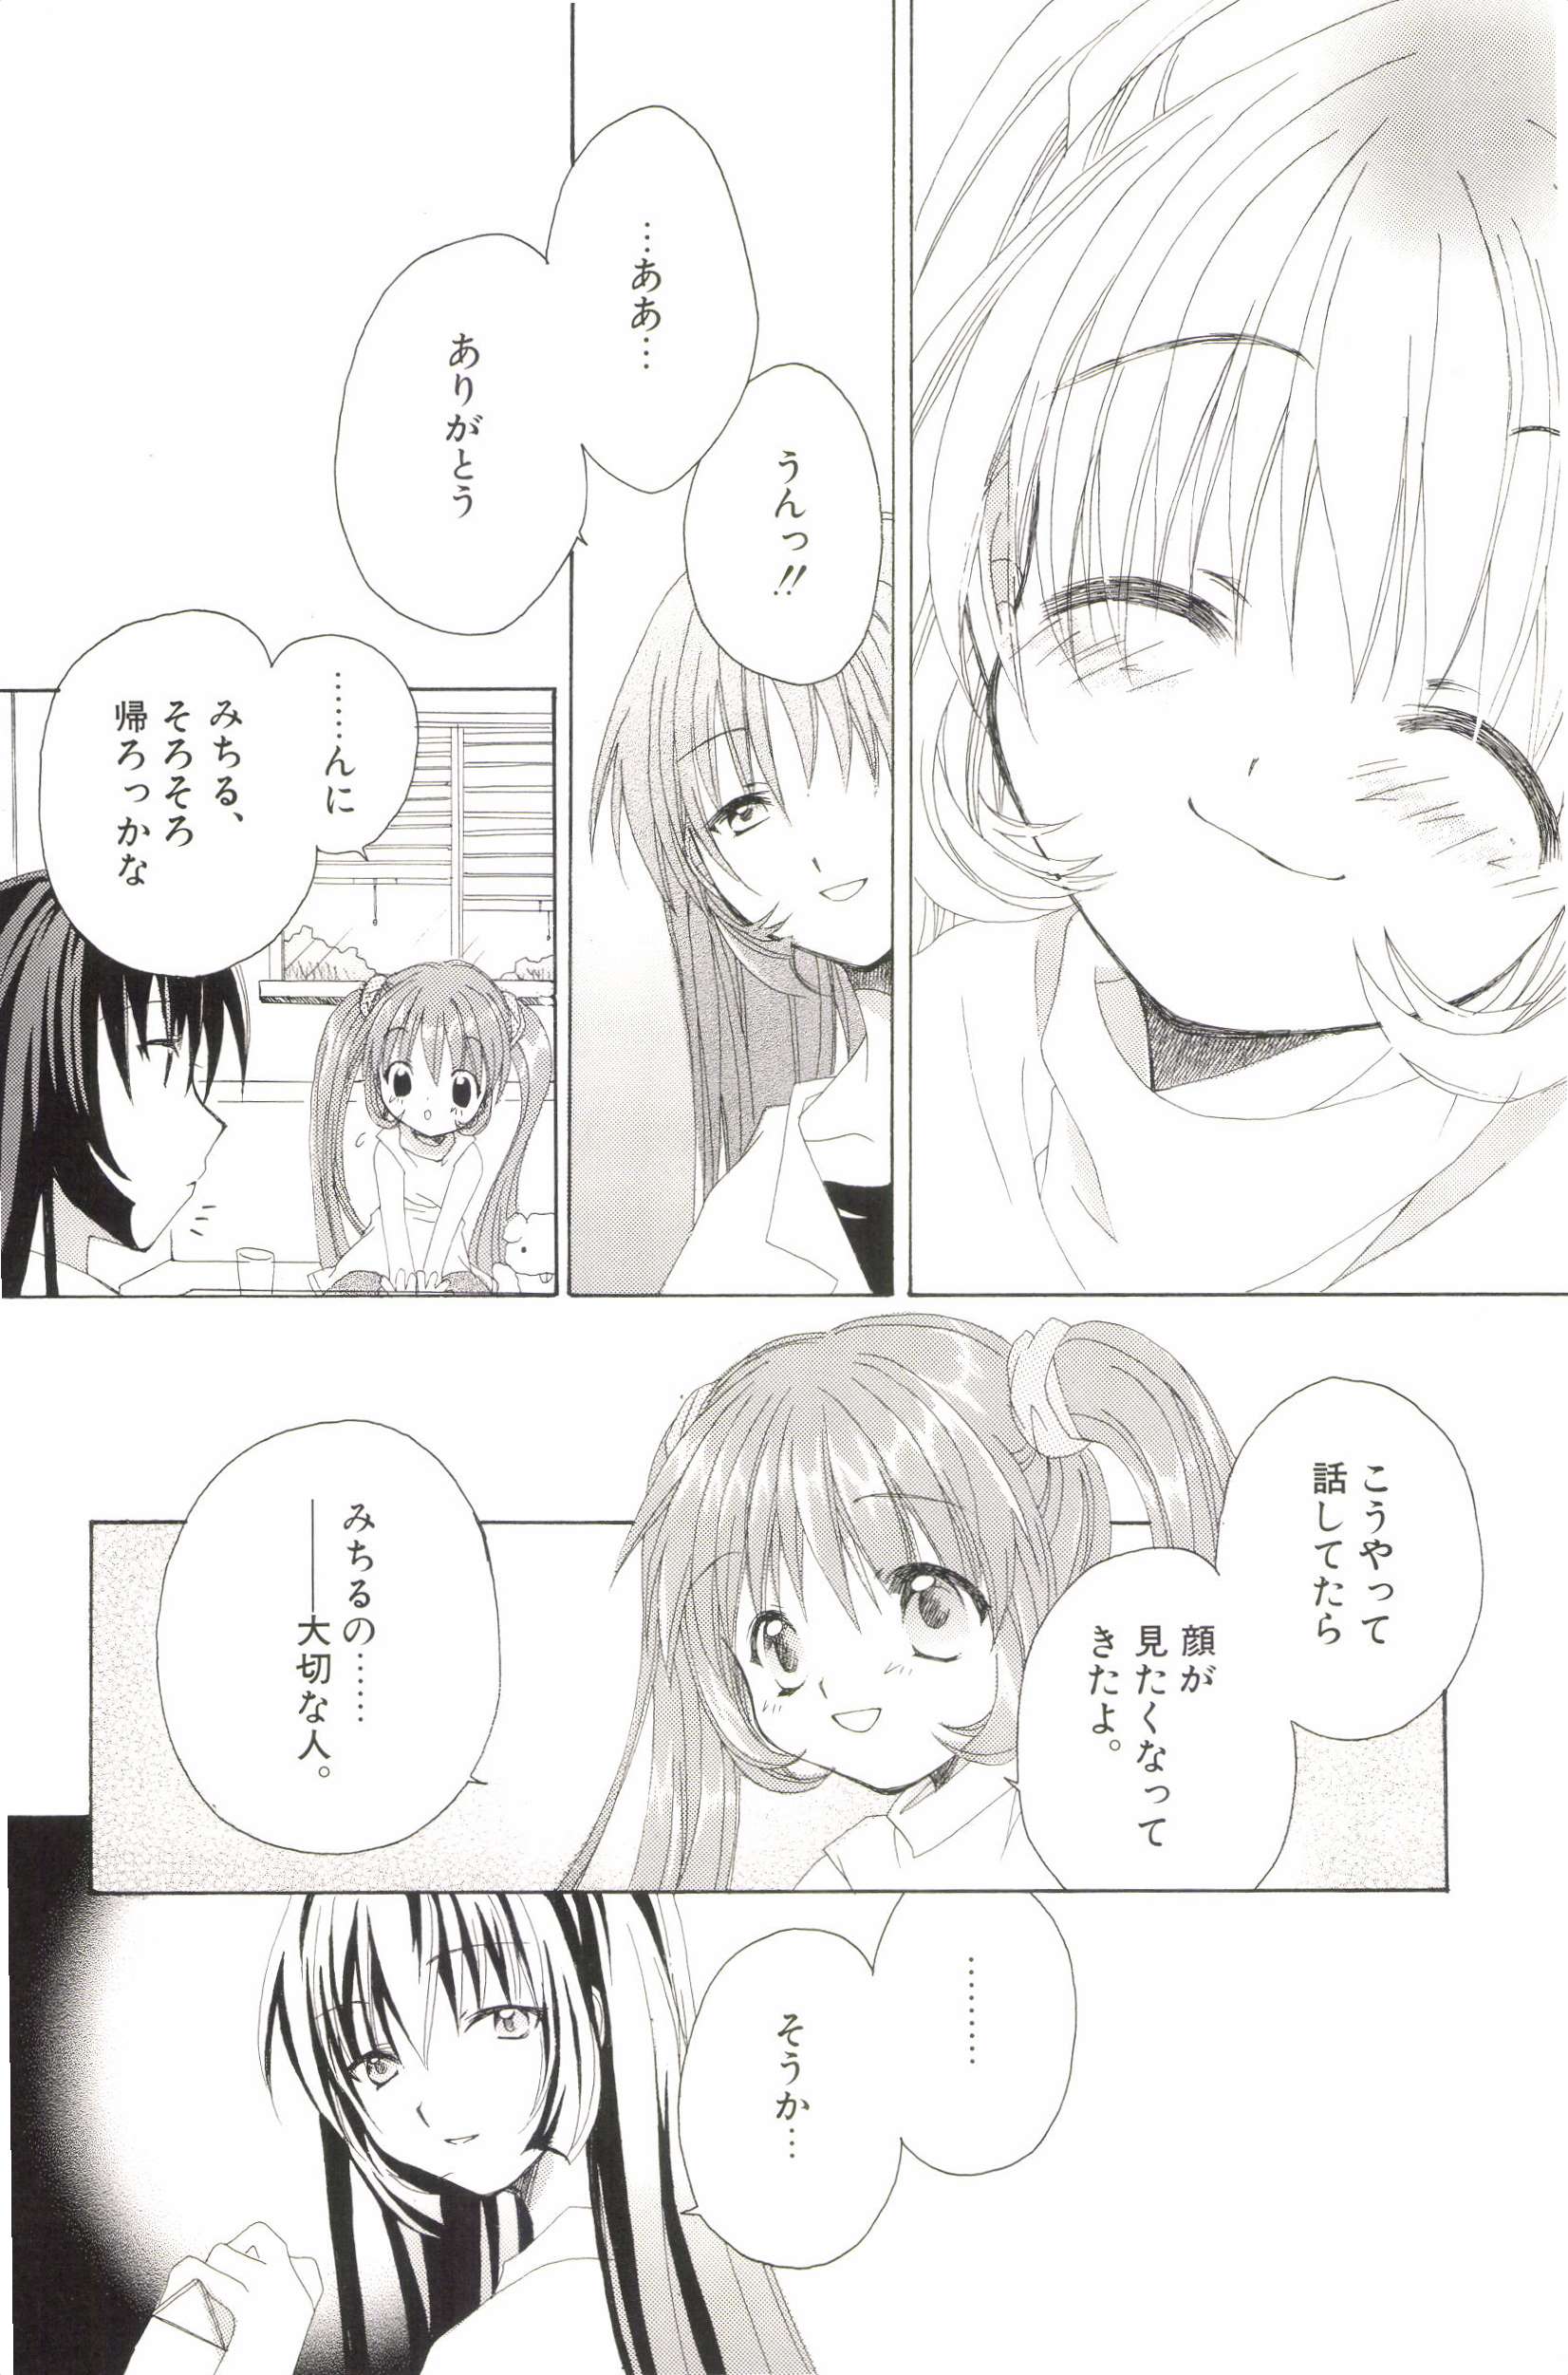 うんっ!!
…ああ…
ありがとう
……んに
みちる、
そろそろ
帰ろっかな
こうやって
話してたら
顔が
見たくなって
きたよ。
みちるの……
――大切な人。
………
そうか…